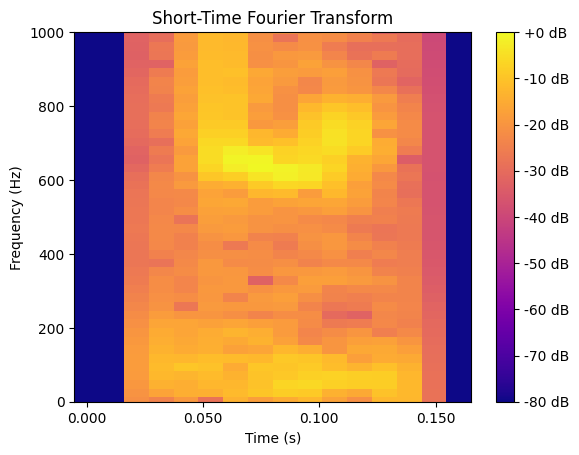 Short-Time Fourier Transform
1000
800
600
400
200
0
Frequency (Hz)
0.000
0.050
0.100
0.150
Time (s)
+0 dB
-10 dB
-20 dB
-30 dB
-40 dB
-50 dB
-60 dB
-70 dB
-80 dB